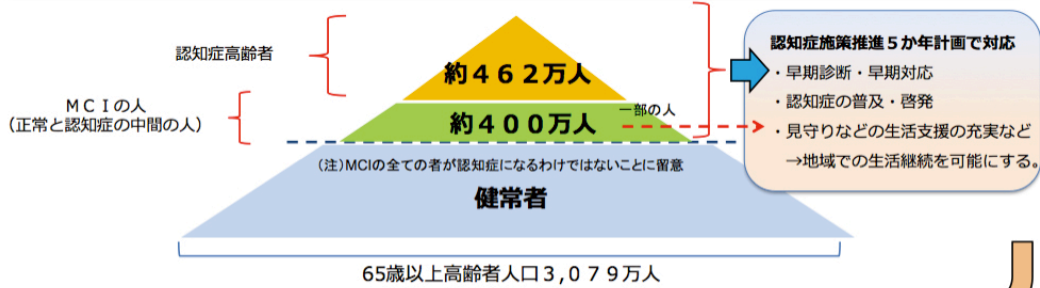 認知症高齢者
約４６２万人
ＭＣＩの人
（正常と認知症の中間の人）
約４００万人
一部の人
（注）MCIの全ての者が認知症になるわけではないことに留意
健常者
65歳以上高齢者人口３,０７９万人
認知症施策推進５か年計画で対応
・早期診断・早期対応
・認知症の普及・啓発
・見守りなどの生活支援の充実など
→地域での生活継続を可能にする。